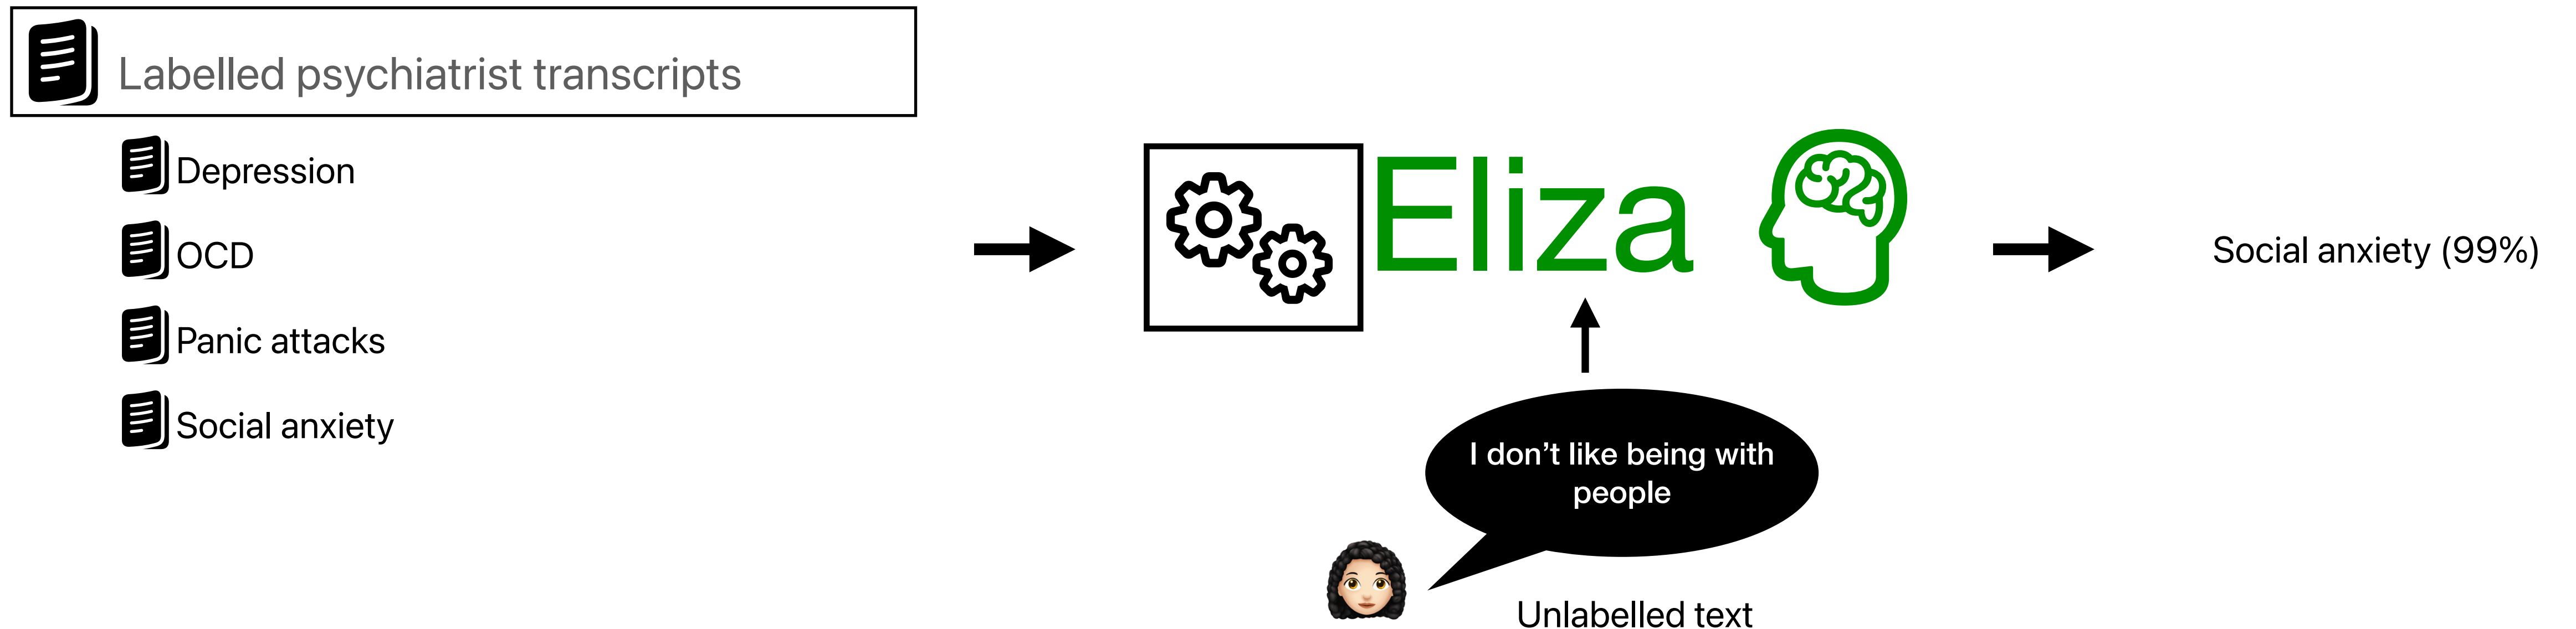 Labelled psychiatrist transcripts
Depression
OCD
Panic attacks
Social anxiety
Eliza
I don’t like being with
people
Unlabelled text
Social anxiety (99%)